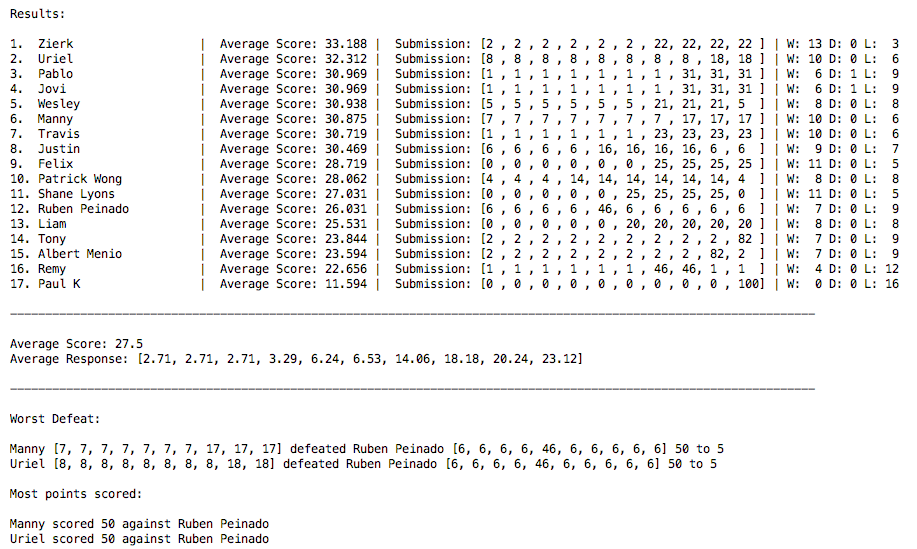 Results:
1.  Zierk                  |  Average Score: 33.188 |  Submission: [2 , 2 , 2 , 2 , 2 , 2 , 22, 22, 22, 22 ] | W: 13 D: 0 L:  3
2.  Uriel                  |  Average Score: 32.312 |  Submission: [8 , 8 , 8 , 8 , 8 , 8 , 8 , 8 , 18, 18 ] | W: 10 D: 0 L:  6
3.  Pablo                  |  Average Score: 30.969 |  Submission: [1 , 1 , 1 , 1 , 1 , 1 , 1 , 31, 31, 31 ] | W:  6 D: 1 L:  9
4.  Jovi                   |  Average Score: 30.969 |  Submission: [1 , 1 , 1 , 1 , 1 , 1 , 1 , 31, 31, 31 ] | W:  6 D: 1 L:  9
5.  Wesley                 |  Average Score: 30.938 |  Submission: [5 , 5 , 5 , 5 , 5 , 5 , 21, 21, 21, 5  ] | W:  8 D: 0 L:  8
6.  Manny                  |  Average Score: 30.875 |  Submission: [7 , 7 , 7 , 7 , 7 , 7 , 7 , 17, 17, 17 ] | W: 10 D: 0 L:  6
7.  Travis                 |  Average Score: 30.719 |  Submission: [1 , 1 , 1 , 1 , 1 , 1 , 23, 23, 23, 23 ] | W: 10 D: 0 L:  6
8.  Justin                 |  Average Score: 30.469 |  Submission: [6 , 6 , 6 , 6 , 16, 16, 16, 16, 6 , 6  ] | W:  9 D: 0 L:  7
9.  Felix                  |  Average Score: 28.719 |  Submission: [0 , 0 , 0 , 0 , 0 , 0 , 25, 25, 25, 25 ] | W: 11 D: 0 L:  5
10. Patrick Wong           |  Average Score: 28.062 |  Submission: [4 , 4 , 4 , 14, 14, 14, 14, 14, 14, 4  ] | W:  8 D: 0 L:  8
11. Shane Lyons            |  Average Score: 27.031 |  Submission: [0 , 0 , 0 , 0 , 0 , 25, 25, 25, 25, 0  ] | W: 11 D: 0 L:  5
12. Ruben Peinado          |  Average Score: 26.031 |  Submission: [6 , 6 , 6 , 6 , 46, 6 , 6 , 6 , 6 , 6  ] | W:  7 D: 0 L:  9
13. Liam                   |  Average Score: 25.531 |  Submission: [0 , 0 , 0 , 0 , 0 , 20, 20, 20, 20, 20 ] | W:  8 D: 0 L:  8
14. Tony                   |  Average Score: 23.844 |  Submission: [2 , 2 , 2 , 2 , 2 , 2 , 2 , 2 , 2 , 82 ] | W:  7 D: 0 L:  9
15. Albert Menio           |  Average Score: 23.594 |  Submission: [2 , 2 , 2 , 2 , 2 , 2 , 2 , 2 , 82, 2  ] | W:  7 D: 0 L:  9
16. Remy                   |  Average Score: 22.656 |  Submission: [1 , 1 , 1 , 1 , 1 , 1 , 46, 46, 1 , 1  ] | W:  4 D: 0 L: 12
17. Paul K                 |  Average Score: 11.594 |  Submission: [0 , 0 , 0 , 0 , 0 , 0 , 0 , 0 , 0 , 100] | W:  0 D: 0 L: 16
Average Score: 27.5
Average Response: [2.71, 2.71, 2.71, 3.29, 6.24, 6.53, 14.06, 18.18, 20.24, 23.12]
Worst Defeat:
Manny [7, 7, 7, 7, 7, 7, 7, 17, 17, 17] defeated Ruben Peinado [6, 6, 6, 6, 46, 6, 6, 6, 6, 6] 50 to 5
Uriel [8, 8, 8, 8, 8, 8, 8, 8, 18, 18] defeated Ruben Peinado [6, 6, 6, 6, 46, 6, 6, 6, 6, 6] 50 to 5
Most points scored:
Manny scored 50 against Ruben Peinado
Uriel scored 50 against Ruben Peinado